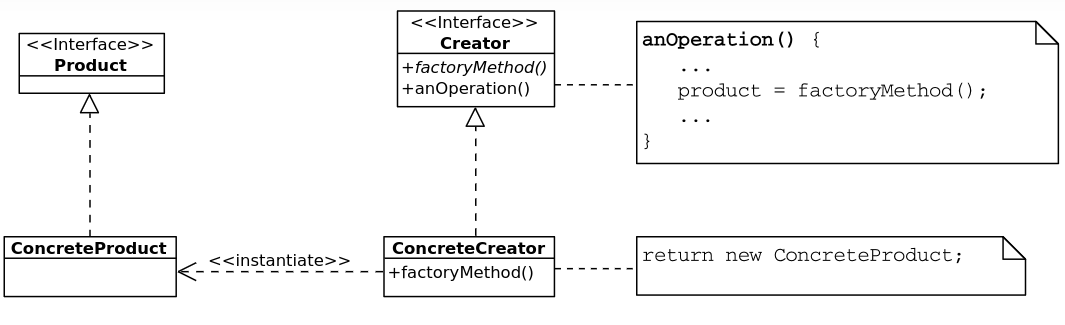 <<Interface>>
Product
<<Interface>>
Creator
+factoryMethod()
+anOperation()
anOperation() {
...
product = factoryMethod();
...
}
ConcreteProduct
<<instantiate>>
ConcreteCreator
+factoryMethod()
return new ConcreteProduct;